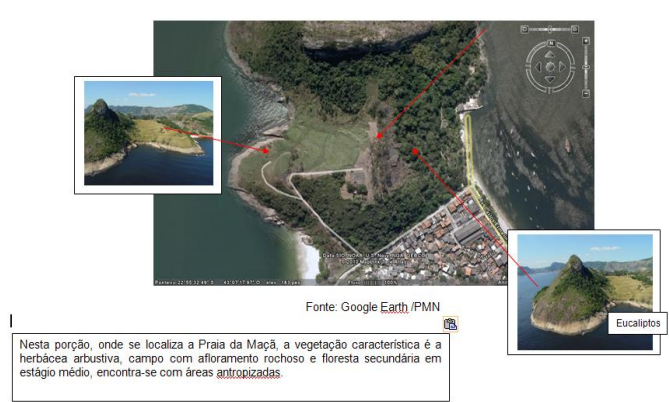 Fonte: Google Earth /PMN
Eucaliptos
Nesta porção, onde se localiza a Praia da Maçã, a vegetação característica é a
herbácea arbustiva, campo com afloramento rochoso e floresta secundária em
estágio médio, encontra-se com áreas antropizadas.